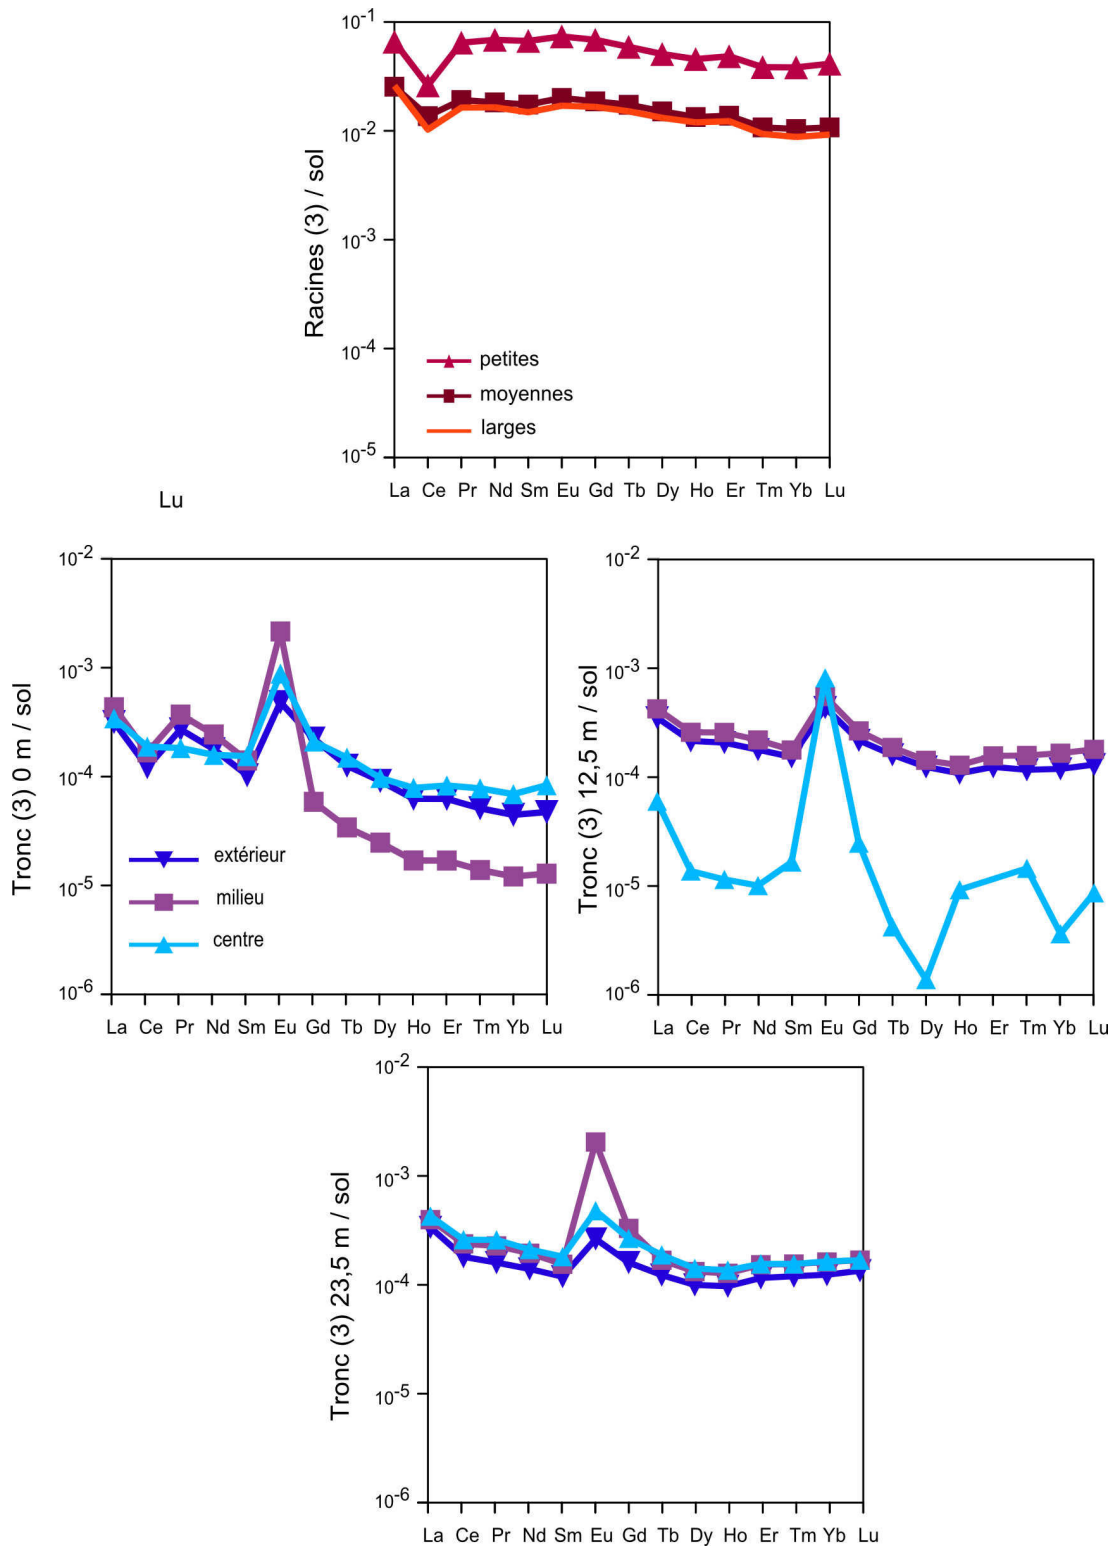 10-1
10-2
10-3
10-4
10-5
Racines (3) / sol
petites
moyennes
larges
La Ce Pr Nd Sm Eu Gd Tb Dy Ho Er Tm Yb Lu
Lu
10-2
10-3
10-4
10-5
10-6
Tronc (3) 0 m / sol
extérieur
milieu
centre
La Ce Pr Nd Sm Eu Gd Tb Dy Ho Er Tm Yb Lu
10-2
10-3
10-4
10-5
10-6
Tronc (3) 12,5 m / sol
La Ce Pr Nd Sm Eu Gd Tb Dy Ho Er Tm Yb Lu
10-2
10-3
10-4
10-5
10-6
Tronc (3) 23,5 m / sol
La Ce Pr Nd Sm Eu Gd Tb Dy Ho Er Tm Yb Lu